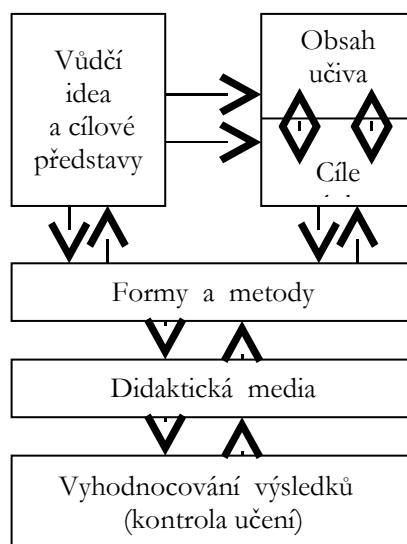 Vůdčí
idea
a cílové
představy
Obsah
učiva
Cíle
Formy a metody
Didaktická media
Vyhodnocování výsledků
(kontrola učení)